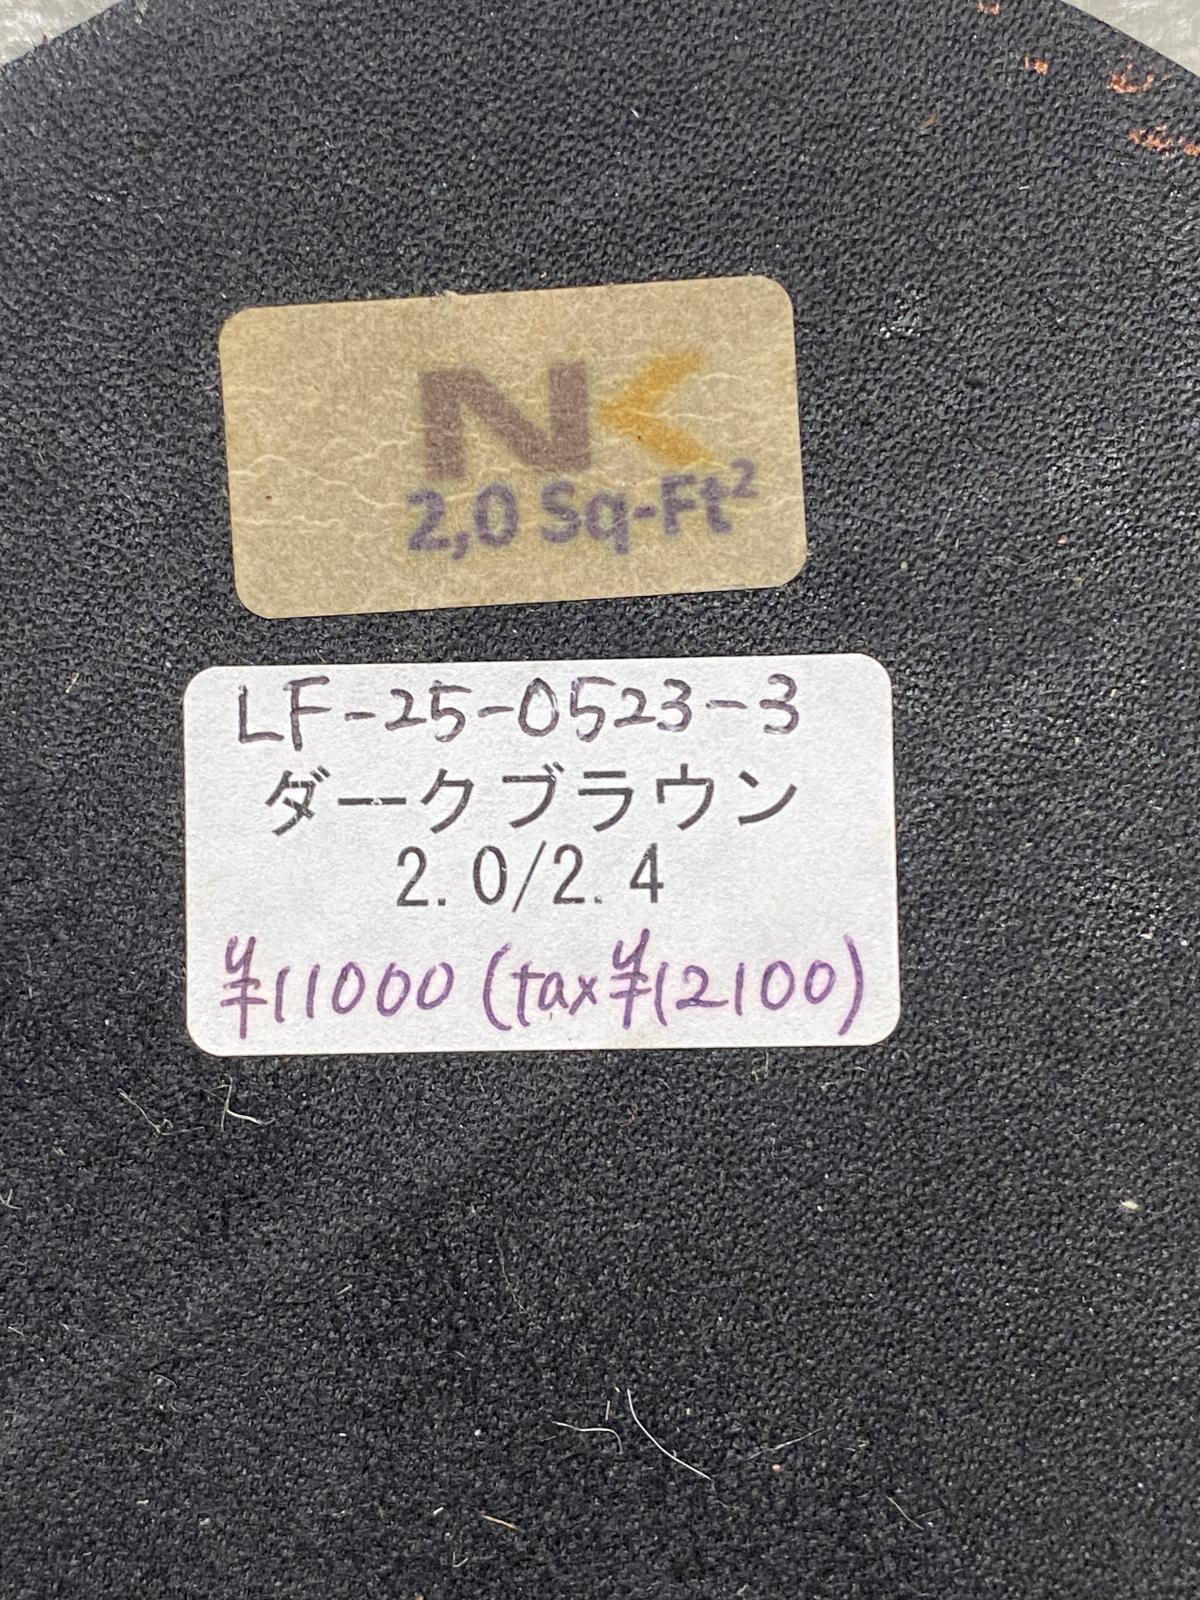 NK
2,0 Sq-Ft²
LF-25-0523-3
ダークブラウン
2.0/2.4
¥11000 (tax¥12100)